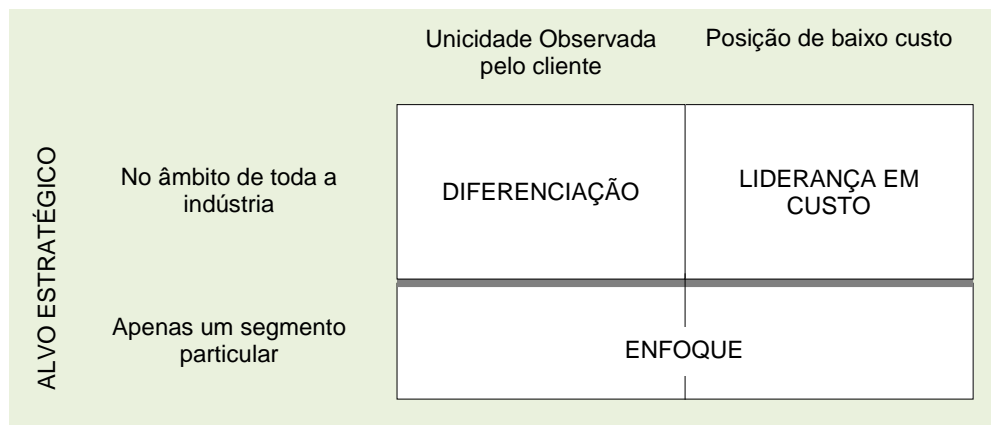 Unicidade Observada
pelo cliente
Posição de baixo custo
ALVO ESTRATÉGICO
No âmbito de toda a
indústria
DIFERENCIAÇÃO
LIDERANÇA EM
CUSTO
Apenas um segmento
particular
ENFOQUE